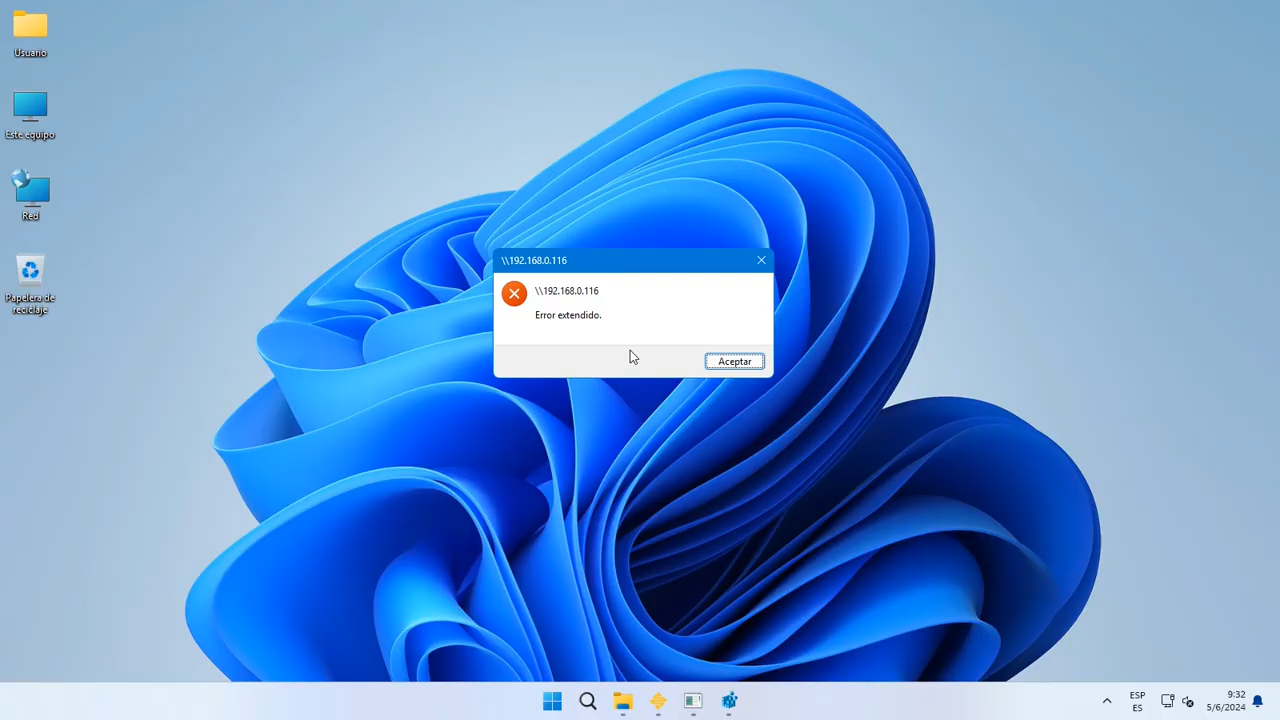 Usuario
Este equipo
Red
Papelera de
reciclaje
\\192.168.0.116
\\192.168.0.116
Error extendido.
Aceptar
ESP
ES
9:32
5/6/2024